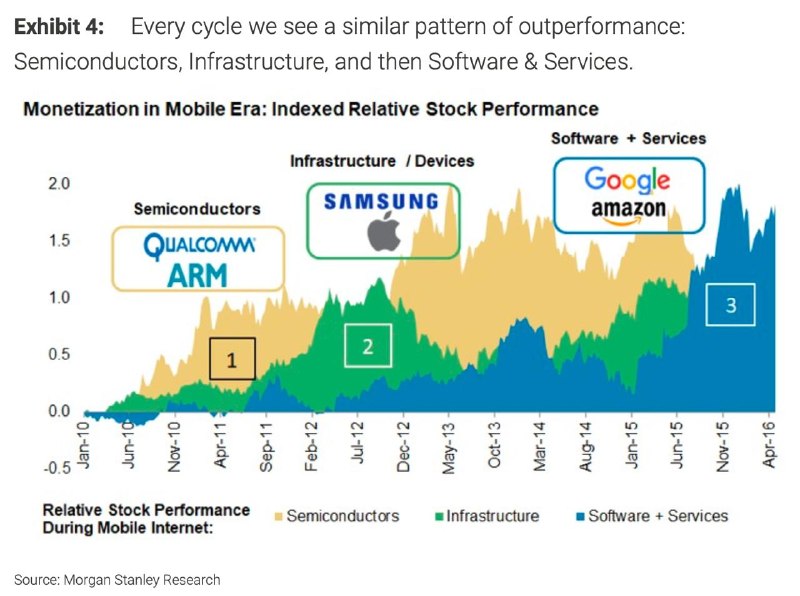 Exhibit 4: Every cycle we see a similar pattern of outperformance:
Semiconductors, Infrastructure, and then Software & Services.
Monetization in Mobile Era: Indexed Relative Stock Performance
Software + Services
Infrastructure / Devices
Semiconductors
Google
amazon
SAMSUNG
QUALCOMM
ARM
2.0
1.5
1.0
0.5
0.0
-0.5
1
2
3
Jan-10
Jun-10
Nov-10
Apr-11
Sep-11
Feb-12
Jul-12
Dec-12
May-13
Oct-13
Mar-14
Aug-14
Jan-15
Jun-15
Nov-15
Apr-16
Relative Stock Performance
During Mobile Internet:
Semiconductors
Infrastructure
Software + Services
Source: Morgan Stanley Research